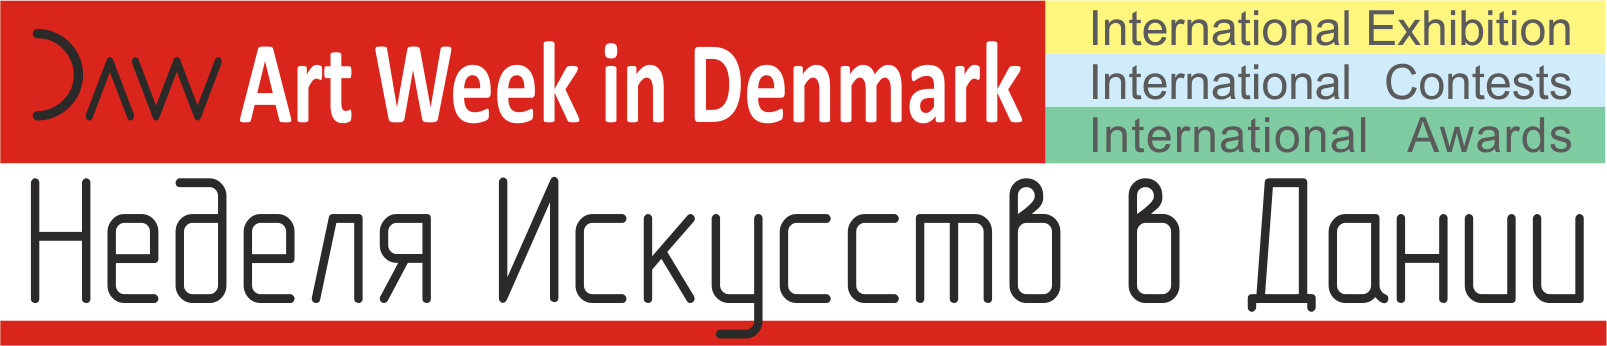 DAW Art Week in Denmark
International Exhibition
International Contests
International Awards
Неделя Искусств в Дании